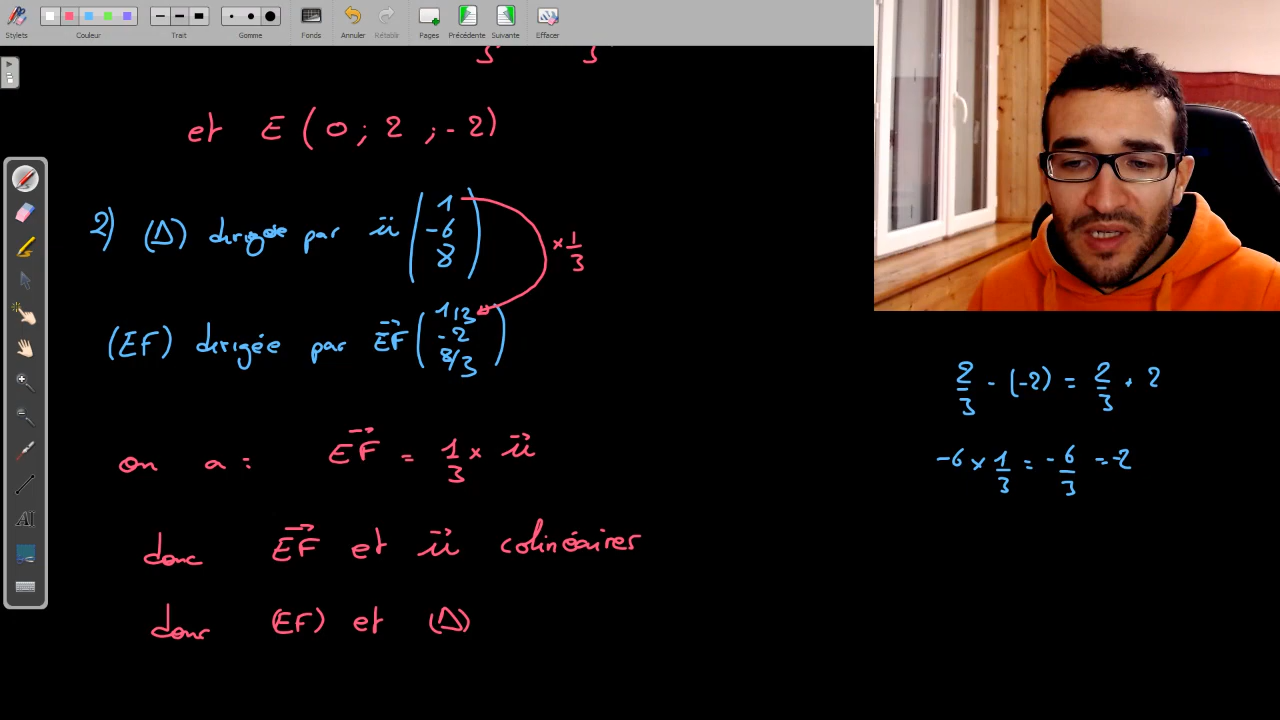 Stylets Couleur Trait Gomme Fonds Annuler Rétablir Pages Précédente Suivante Effacer
3 3
et E (0 ; 2 ; -2)
2) (Δ) dirigée par u⃗ (1 -6 8) × 1/3
(EF) dirigée par EF⃗ (1/3 -2 8/3)
2/3 - (-2) = 2/3 + 2
on a : EF⃗ = 1/3 × u⃗
-6 × 1/3 = -6/3 = -2
donc EF⃗ et u⃗ colinéaires
donc (EF) et (Δ)